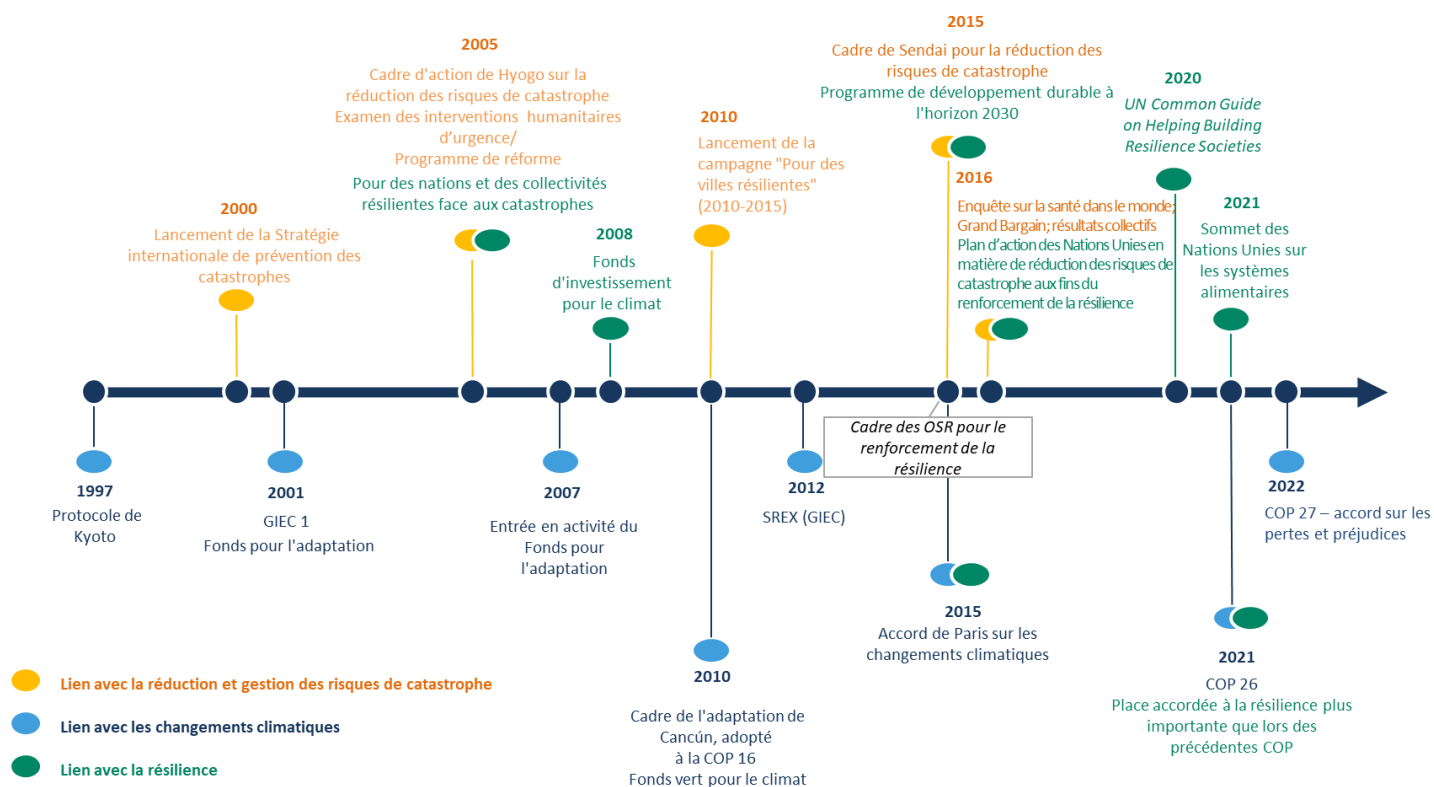 2005
Cadre d'action de Hyogo sur la
réduction des risques de catastrophe
Examen des interventions humanitaires
d’urgence/
Programme de réforme
Pour des nations et des collectivités
résilientes face aux catastrophes
2015
Cadre de Sendai pour la réduction des
risques de catastrophe
Programme de développement durable à
l'horizon 2030
2020
UN Common Guide
on Helping Building
Resilience Societies
2010
Lancement de la
campagne "Pour des
villes résilientes"
(2010-2015)
2000
Lancement de la Stratégie
internationale de prévention des
catastrophes
2008
Fonds
d'investissement
pour le climat
2016
Enquête sur la santé dans le monde;
Grand Bargain; résultats collectifs
Plan d’action des Nations Unies en
matière de réduction des risques de
catastrophe aux fins du
renforcement de la résilience
2021
Sommet des
Nations Unies sur
les systèmes
alimentaires
Cadre des OSR pour le
renforcement de la
résilience
1997
Protocole de
Kyoto
2001
GIEC 1
Fonds pour l'adaptation
2007
Entrée en activité du
Fonds pour
l'adaptation
2012
SREX (GIEC)
2022
COP 27 – accord sur les
pertes et préjudices
2015
Accord de Paris sur les
changements climatiques
2010
Cadre de l'adaptation de
Cancún, adopté
à la COP 16
Fonds vert pour le climat
2021
COP 26
Place accordée à la résilience plus
importante que lors des
précédentes COP
Lien avec la réduction et gestion des risques de catastrophe
Lien avec les changements climatiques
Lien avec la résilience